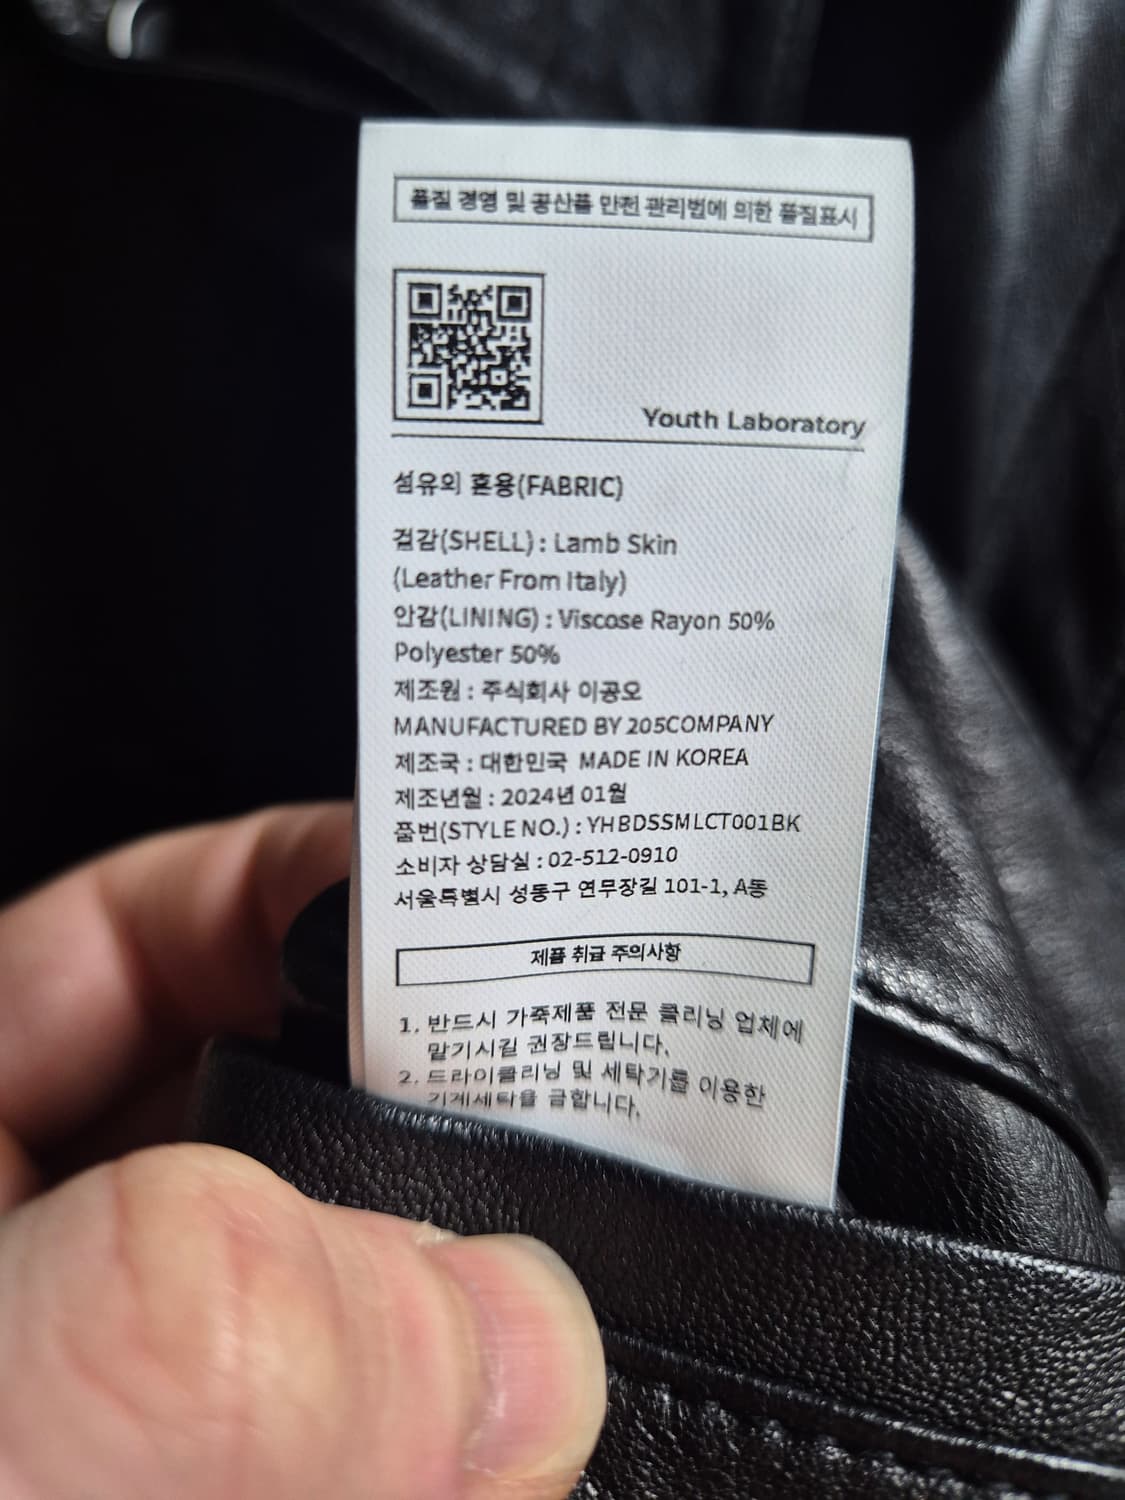 품질 경영 및 공산품 안전 관리법에 의한 품질표시
Youth Laboratory
섬유의 혼용(FABRIC)
겉감(SHELL) : Lamb Skin
(Leather From Italy)
안감(LINING) : Viscose Rayon 50%
Polyester 50%
제조원 : 주식회사 이공오
MANUFACTURED BY 205COMPANY
제조국 : 대한민국 MADE IN KOREA
제조년월 : 2024년 01월
품번(STYLE NO.) : YHBDSSMLCT001BK
소비자 상담실 : 02-512-0910
서울특별시 성동구 연무장길 101-1, A동
제품 취급 주의사항
1. 반드시 가죽제품 전문 클리닝 업체에
맡기시길 권장드립니다.
2. 드라이클리닝 및 세탁기를 이용한
기계세탁을 금합니다.